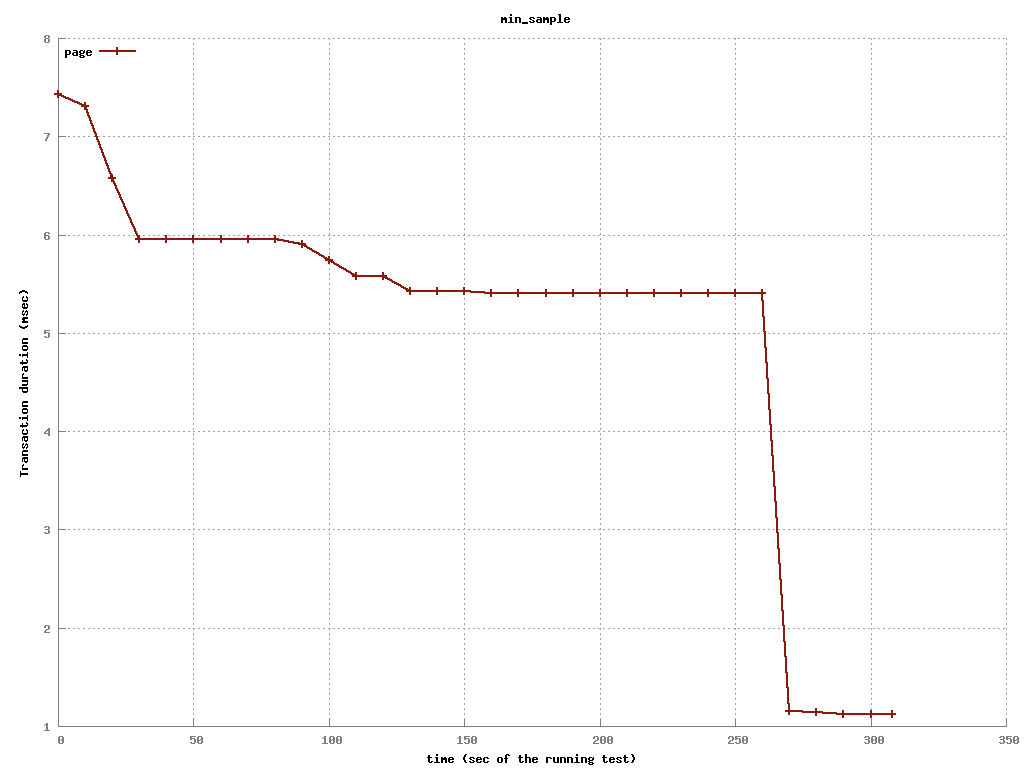 min_sample
page
8
7
6
5
4
3
2
1
Transaction duration (msec)
0 50 100 150 200 250 300 350
time (sec of the running test)